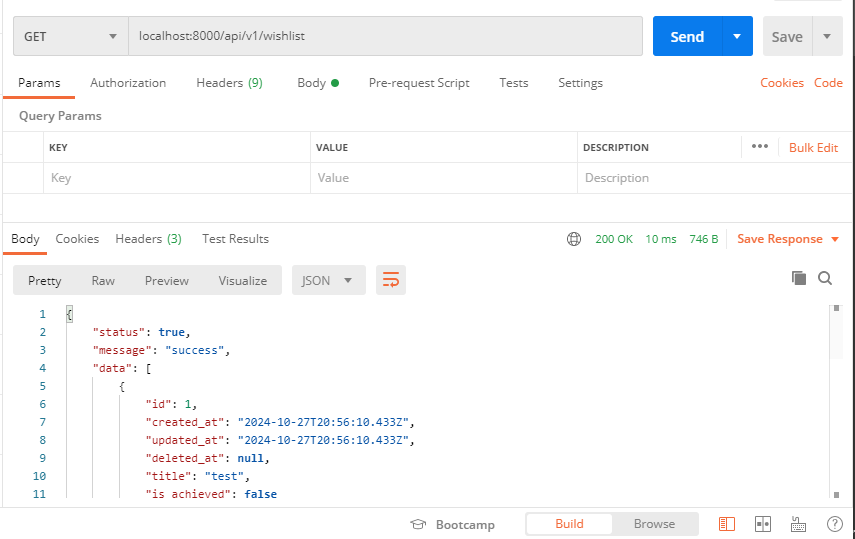 GET localhost:8000/api/v1/wishlist Send Save
Params Authorization Headers (9) Body Pre-request Script Tests Settings Cookies Code
Query Params
KEY VALUE DESCRIPTION ••• Bulk Edit
Key Value Description
Body Cookies Headers (3) Test Results 200 OK 10 ms 746 B Save Response
Pretty Raw Preview Visualize JSON
1 {
2 "status": true,
3 "message": "success",
4 "data": [
5 {
6 "id": 1,
7 "created_at": "2024-10-27T20:56:10.433Z",
8 "updated_at": "2024-10-27T20:56:10.433Z",
9 "deleted_at": null,
10 "title": "test",
11 "is_achieved": false
Bootcamp Build Browse ?